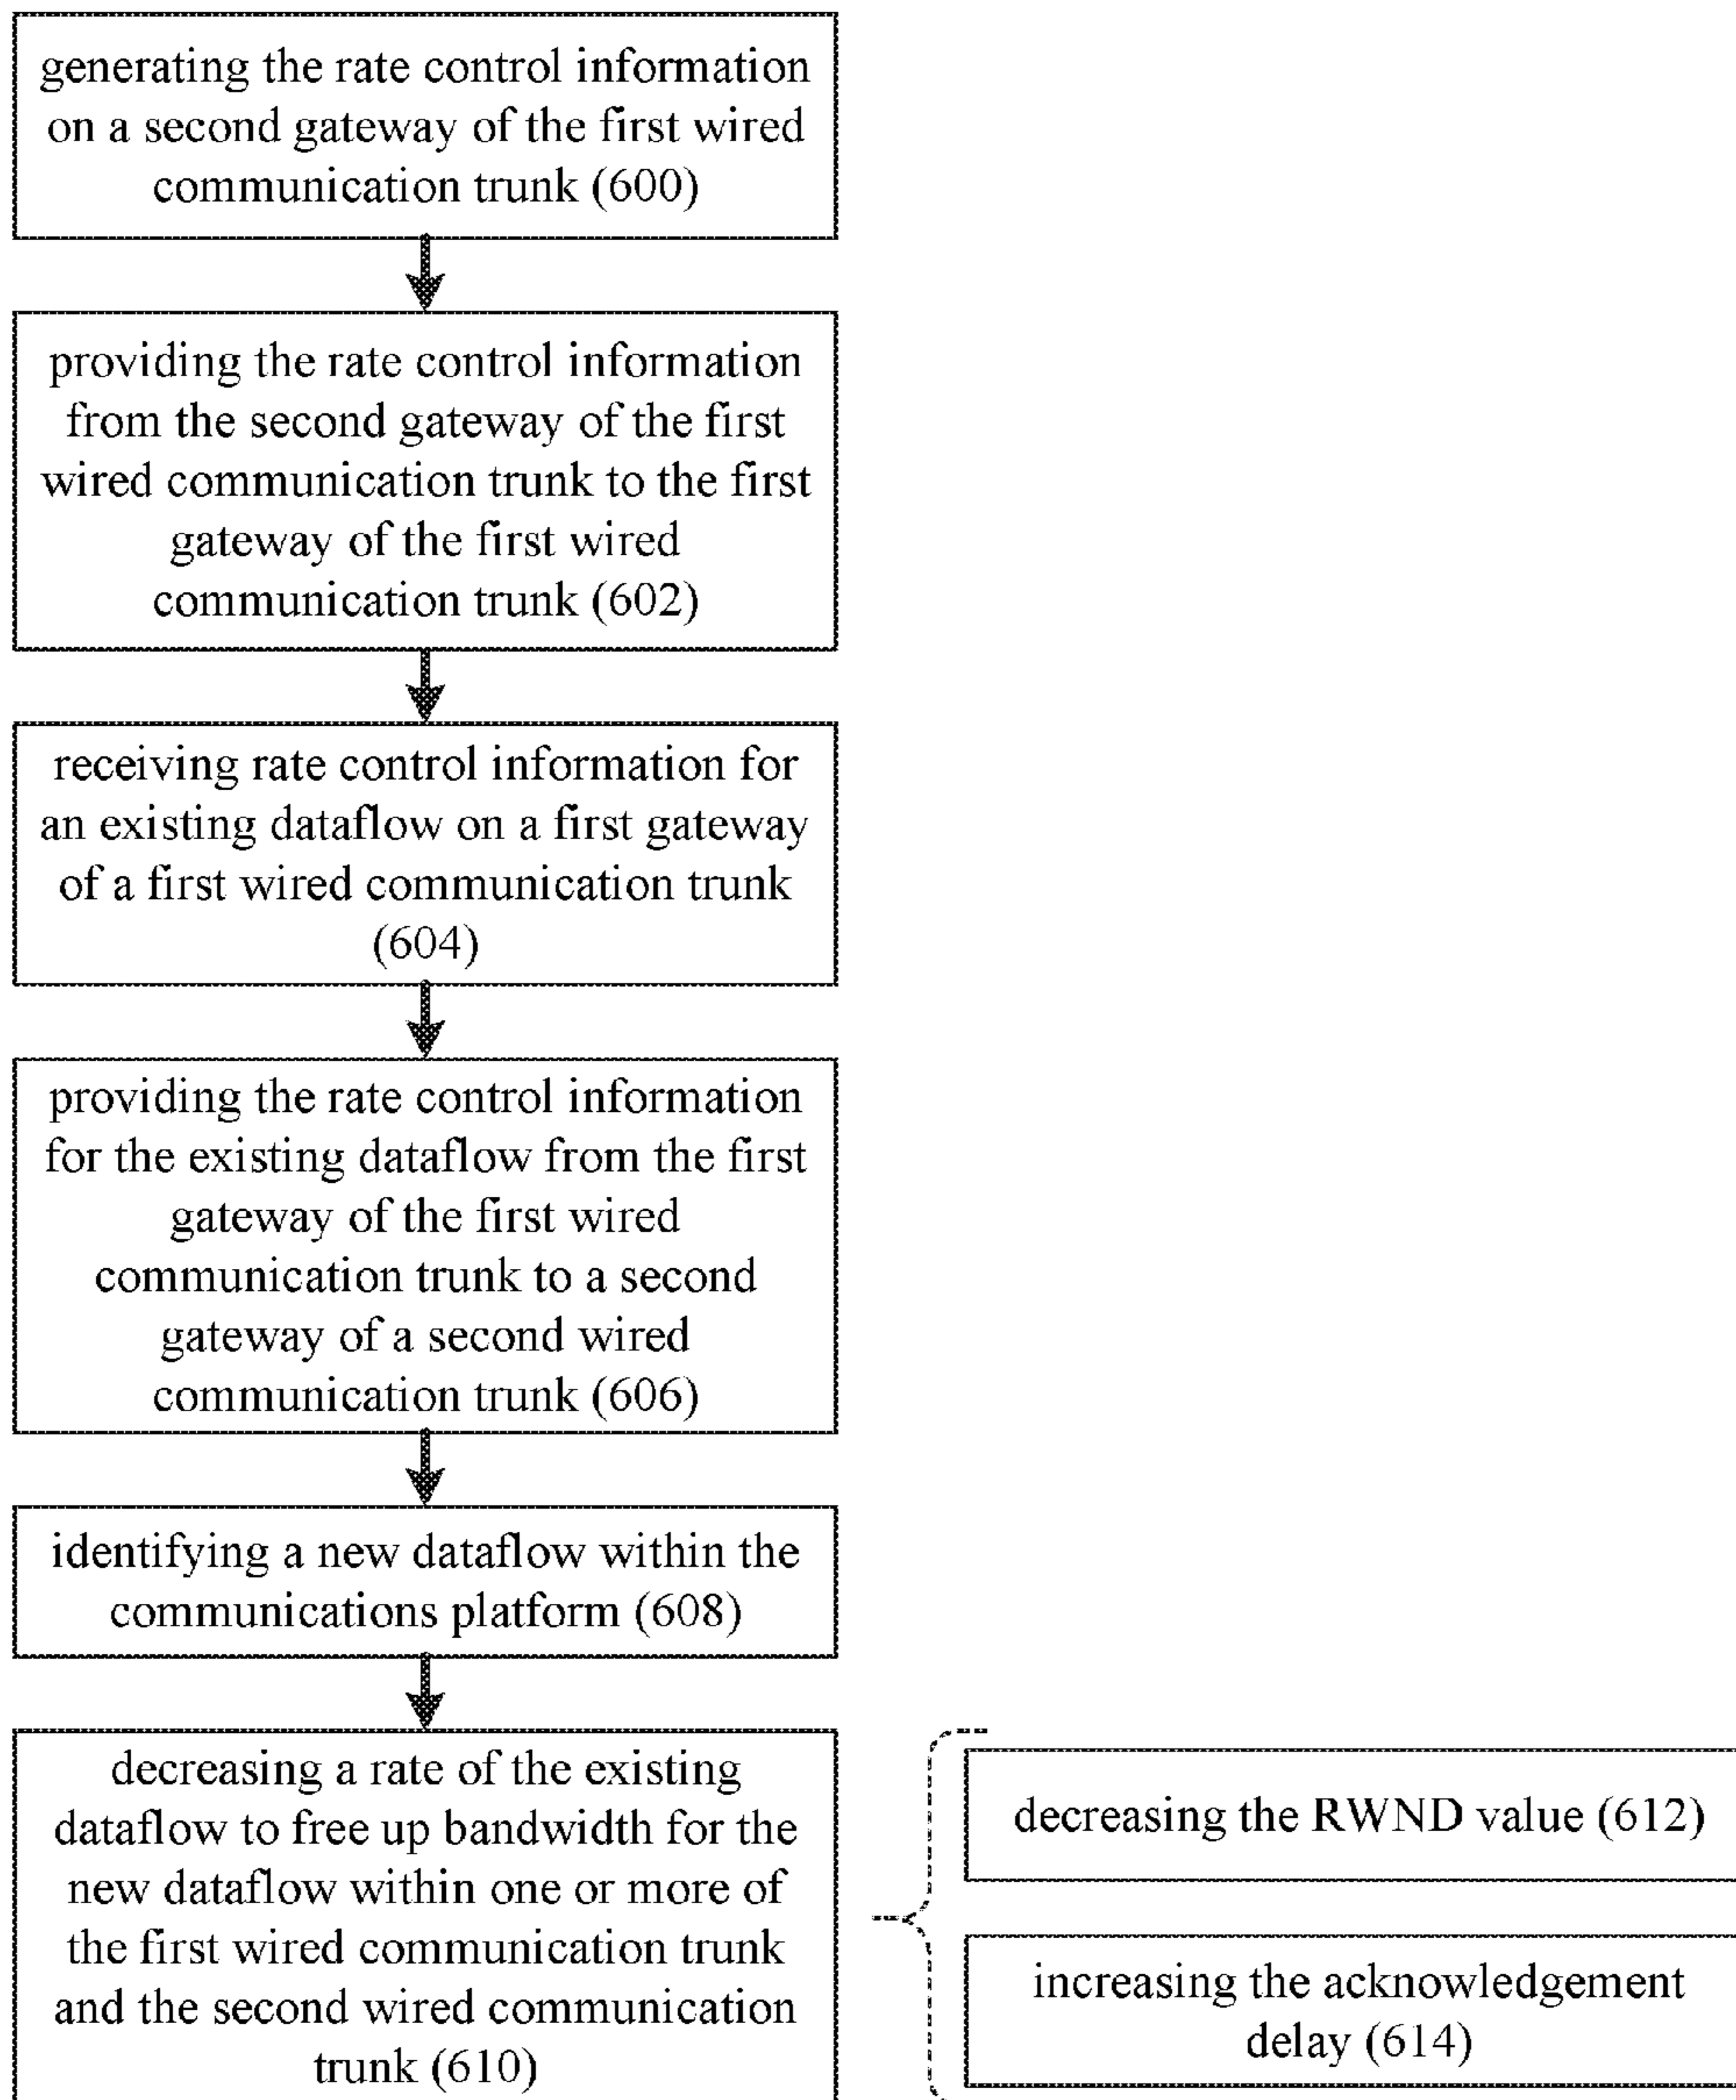 generating the rate control information
on a second gateway of the first wired
communication trunk (600)
providing the rate control information
from the second gateway of the first
wired communication trunk to the first
gateway of the first wired
communication trunk (602)
receiving rate control information for
an existing dataflow on a first gateway
of a first wired communication trunk
(604)
providing the rate control information
for the existing dataflow from the first
gateway of the first wired
communication trunk to a second
gateway of a second wired
communication trunk (606)
identifying a new dataflow within the
communications platform (608)
decreasing a rate of the existing
dataflow to free up bandwidth for the
new dataflow within one or more of
the first wired communication trunk
and the second wired communication
trunk (610)
decreasing the RWND value (612)
increasing the acknowledgement
delay (614)